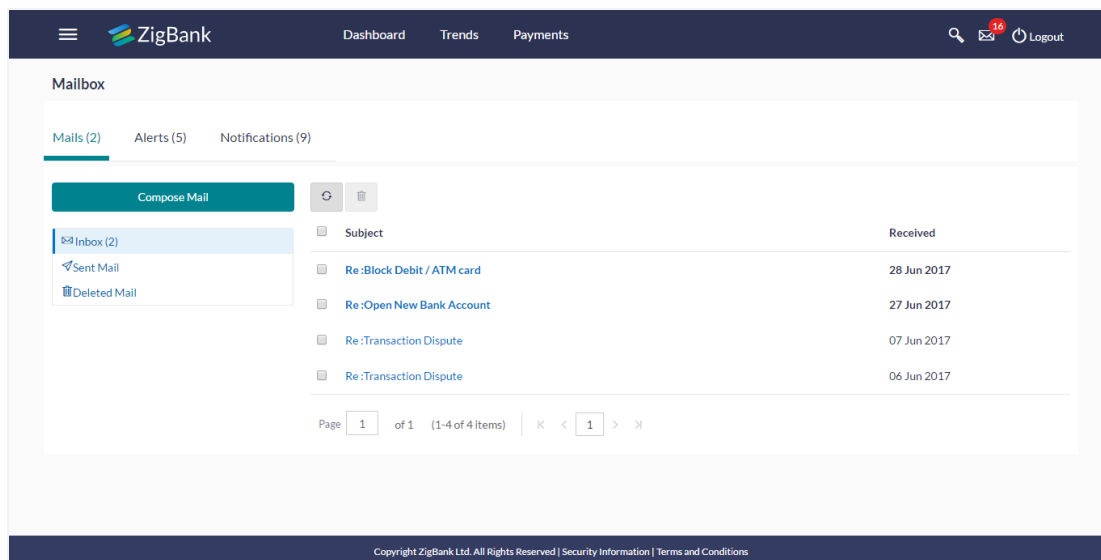 ZigBank Dashboard Trends Payments 16 Logout
Mailbox
Mails (2) Alerts (5) Notifications (9)
Compose Mail
Subject Received
Inbox (2)
Sent Mail
Deleted Mail
Re :Block Debit / ATM card 28 Jun 2017
Re :Open New Bank Account 27 Jun 2017
Re :Transaction Dispute 07 Jun 2017
Re :Transaction Dispute 06 Jun 2017
Page 1 of 1 (1-4 of 4 items) K < 1 > X
Copyright ZigBank Ltd. All Rights Reserved | Security Information | Terms and Conditions